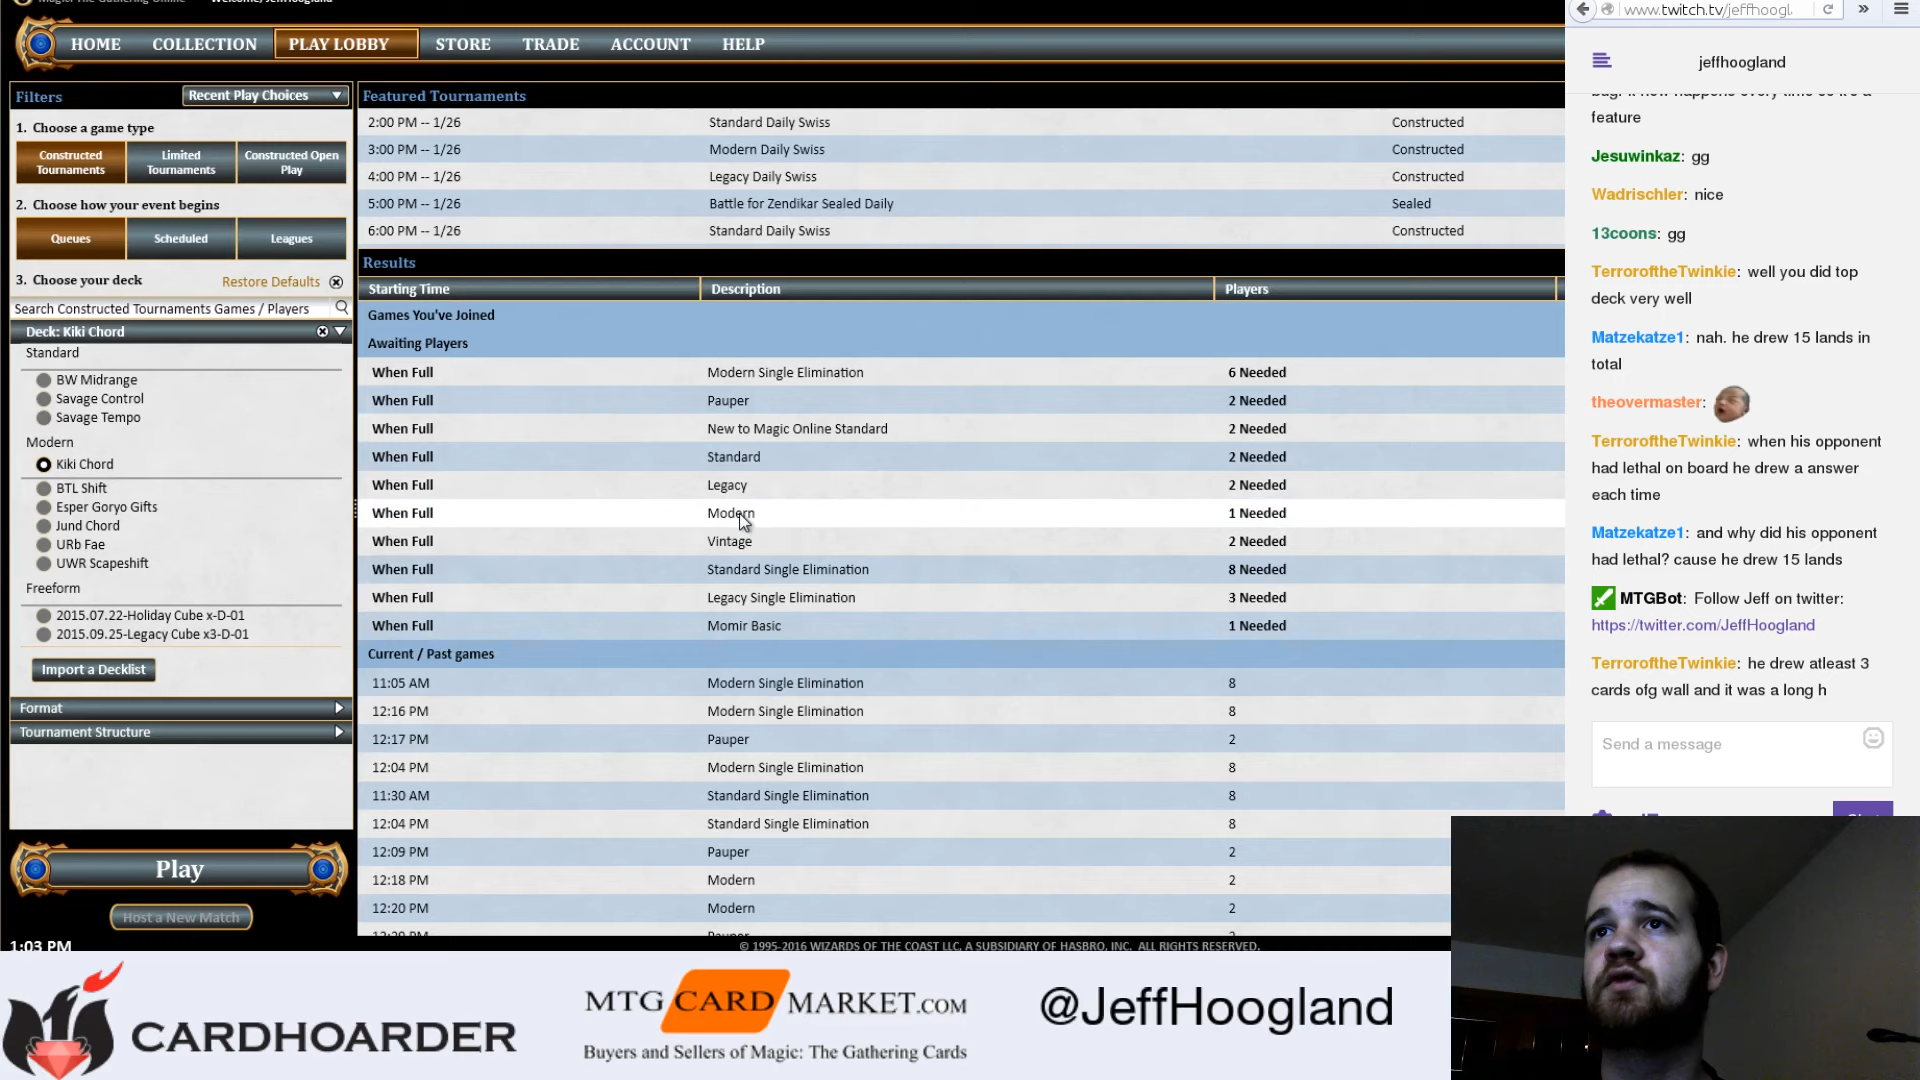 Magic: The Gathering Online Welcome, JeffHoogland
HOME COLLECTION PLAY LOBBY STORE TRADE ACCOUNT HELP
Filters Recent Play Choices
1. Choose a game type
Constructed Tournaments Limited Tournaments Constructed Open Play
2. Choose how your event begins
Queues Scheduled Leagues
3. Choose your deck Restore Defaults
Search Constructed Tournaments Games / Players
Deck: Kiki Chord
Standard
BW Midrange
Savage Control
Savage Tempo
Modern
Kiki Chord
BTL Shift
Esper Goryo Gifts
Jund Chord
URb Fae
UWR Scapeshift
Freeform
2015.07.22-Holiday Cube x-D-01
2015.09.25-Legacy Cube x3-D-01
Import a Decklist
Format
Tournament Structure
Play
Host a New Match
1:03 PM
Featured Tournaments
2:00 PM -- 1/26 Standard Daily Swiss Constructed
3:00 PM -- 1/26 Modern Daily Swiss Constructed
4:00 PM -- 1/26 Legacy Daily Swiss Constructed
5:00 PM -- 1/26 Battle for Zendikar Sealed Daily Sealed
6:00 PM -- 1/26 Standard Daily Swiss Constructed
Results
Starting Time Description Players
Games You've Joined
Awaiting Players
When Full Modern Single Elimination 6 Needed
When Full Pauper 2 Needed
When Full New to Magic Online Standard 2 Needed
When Full Standard 2 Needed
When Full Legacy 2 Needed
When Full Modern 1 Needed
When Full Vintage 2 Needed
When Full Standard Single Elimination 8 Needed
When Full Legacy Single Elimination 3 Needed
When Full Momir Basic 1 Needed
Current / Past games
11:05 AM Modern Single Elimination 8
12:16 PM Modern Single Elimination 8
12:17 PM Pauper 2
12:04 PM Modern Single Elimination 8
11:30 AM Standard Single Elimination 8
12:04 PM Standard Single Elimination 8
12:09 PM Pauper 2
12:18 PM Modern 2
12:20 PM Modern 2
© 1995-2016 WIZARDS OF THE COAST LLC, A SUBSIDIARY OF HASBRO, INC. ALL RIGHTS RESERVED.
www.twitch.tv/jeffhoogl
jeffhoogland
feature
Jesuwinkaz: gg
Wadrischler: nice
13coons: gg
TerroroftheTwinkie: well you did top
deck very well
Matzekatze1: nah. he drew 15 lands in
total
theovermaster:
TerroroftheTwinkie: when his opponent
had lethal on board he drew a answer
each time
Matzekatze1: and why did his opponent
had lethal? cause he drew 15 lands
MTGBot: Follow Jeff on twitter:
https://twitter.com/JeffHoogland
TerroroftheTwinkie: he drew atleast 3
cards ofg wall and it was a long h
Send a message
CARDHOARDER
MTG CARD MARKET.COM
Buyers and Sellers of Magic: The Gathering Cards
@JeffHoogland